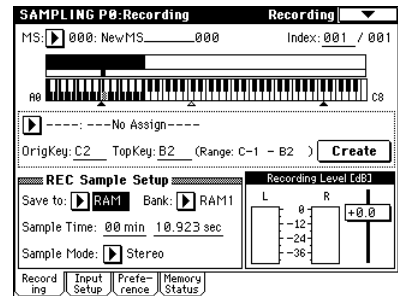 SAMPLING P0:Recording Recording
MS: 000: NewMS________000 Index: 001 / 001
A0 C8
----: ---No Assign----
OrigKey: C2 TopKey: B2 (Range: C-1 - B2 ) Create
REC Sample Setup Recording Level [dB]
Save to: RAM Bank: RAM1 L R
0 +0.0
Sample Time: 00 min 10.923 sec -12
-24
Sample Mode: Stereo -36
Record ing Input Setup Prefe- rence Memory Status